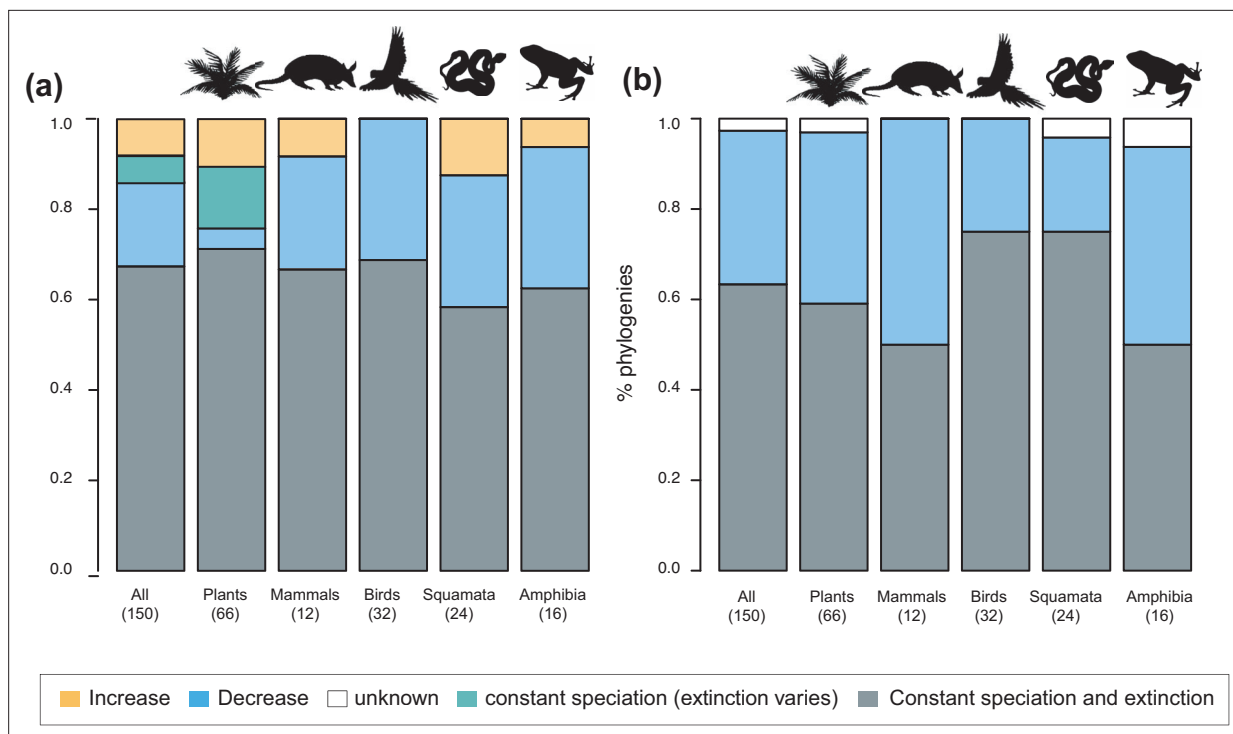 (a)
(b)
1.0
0.8
0.6
0.4
0.2
0.0
All
(150)
Plants
(66)
Mammals
(12)
Birds
(32)
Squamata
(24)
Amphibia
(16)
% phylogenies
1.0
0.8
0.6
0.4
0.2
0.0
All
(150)
Plants
(66)
Mammals
(12)
Birds
(32)
Squamata
(24)
Amphibia
(16)
Increase Decrease unknown constant speciation (extinction varies) Constant speciation and extinction